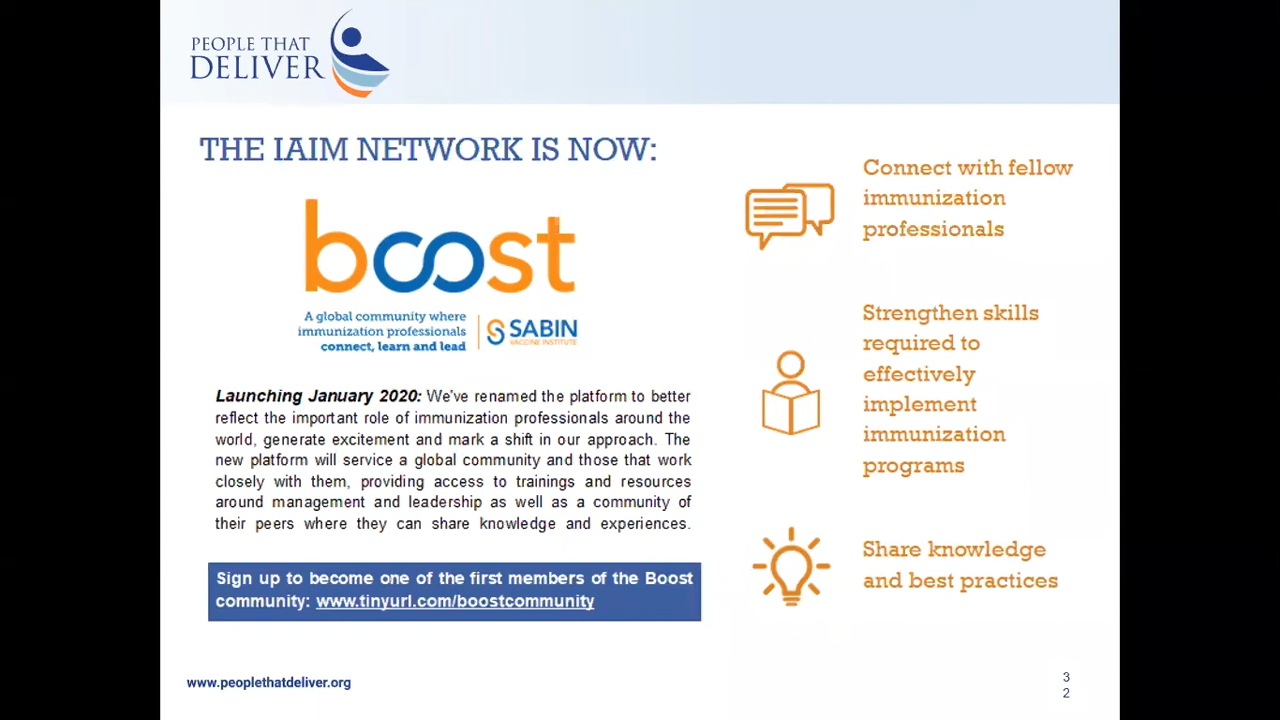 PEOPLE THAT
DELIVER
THE IAIM NETWORK IS NOW:
boost
A global community where
immunization professionals
connect, learn and lead
SABIN
VACCINE INSTITUTE
Launching January 2020: We've renamed the platform to better
reflect the important role of immunization professionals around the
world, generate excitement and mark a shift in our approach. The
new platform will service a global community and those that work
closely with them, providing access to trainings and resources
around management and leadership as well as a community of
their peers where they can share knowledge and experiences.
Sign up to become one of the first members of the Boost
community: www.tinyurl.com/boostcommunity
Connect with fellow
immunization
professionals
Strengthen skills
required to
effectively
implement
immunization
programs
Share knowledge
and best practices
www.peoplethatdeliver.org
3
2